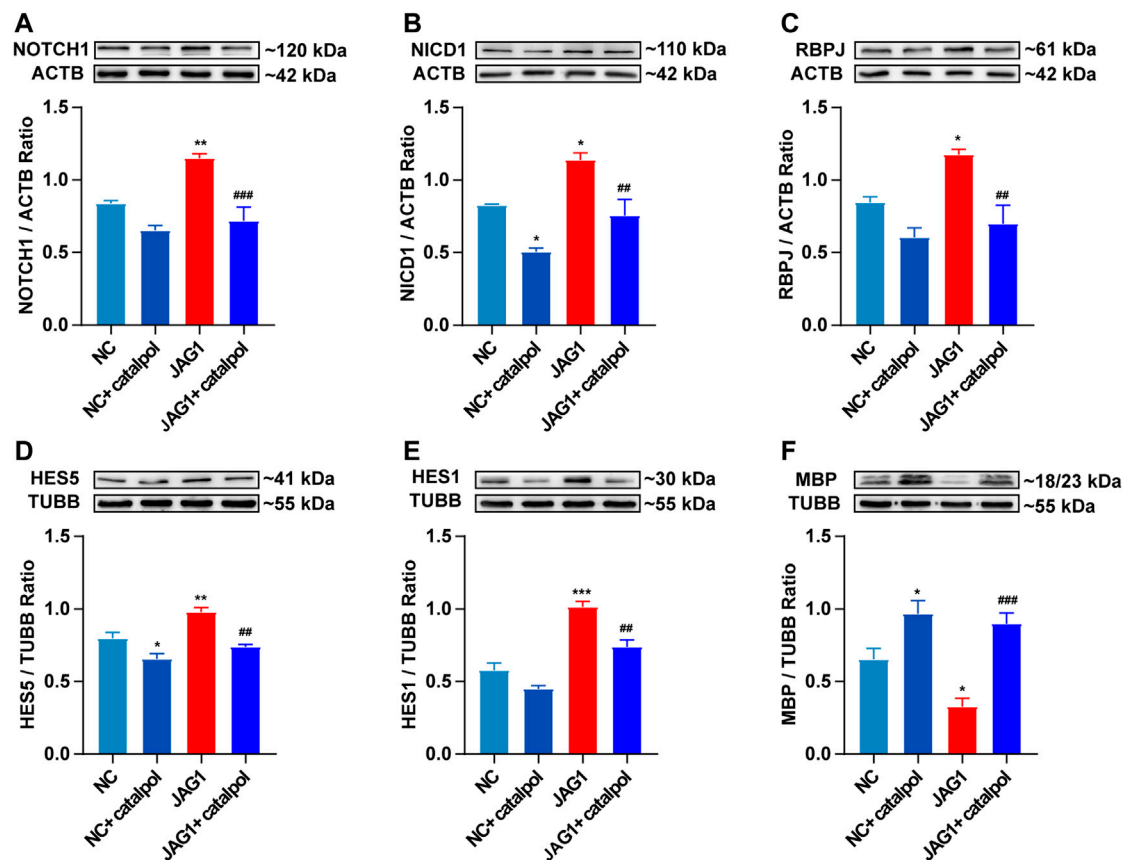 A
NOTCH1 ~120 kDa
ACTB ~42 kDa
NOTCH1 / ACTB Ratio
1.5
1.0
0.5
0.0
**
###
NC
NC+ catalpol
JAG1
JAG1+ catalpol
B
NICD1 ~110 kDa
ACTB ~42 kDa
NICD1 / ACTB Ratio
1.5
1.0
0.5
0.0
*
*
##
NC
NC+ catalpol
JAG1
JAG1+ catalpol
C
RBPJ ~61 kDa
ACTB ~42 kDa
RBPJ / ACTB Ratio
1.5
1.0
0.5
0.0
*
##
NC
NC+ catalpol
JAG1
JAG1+ catalpol
D
HES5 ~41 kDa
TUBB ~55 kDa
HES5 / TUBB Ratio
1.5
1.0
0.5
0.0
*
**
##
NC
NC+ catalpol
JAG1
JAG1+ catalpol
E
HES1 ~30 kDa
TUBB ~55 kDa
HES1 / TUBB Ratio
1.5
1.0
0.5
0.0
***
##
NC
NC+ catalpol
JAG1
JAG1+ catalpol
F
MBP ~18/23 kDa
TUBB ~55 kDa
MBP / TUBB Ratio
1.5
1.0
0.5
0.0
*
*
###
NC
NC+ catalpol
JAG1
JAG1+ catalpol